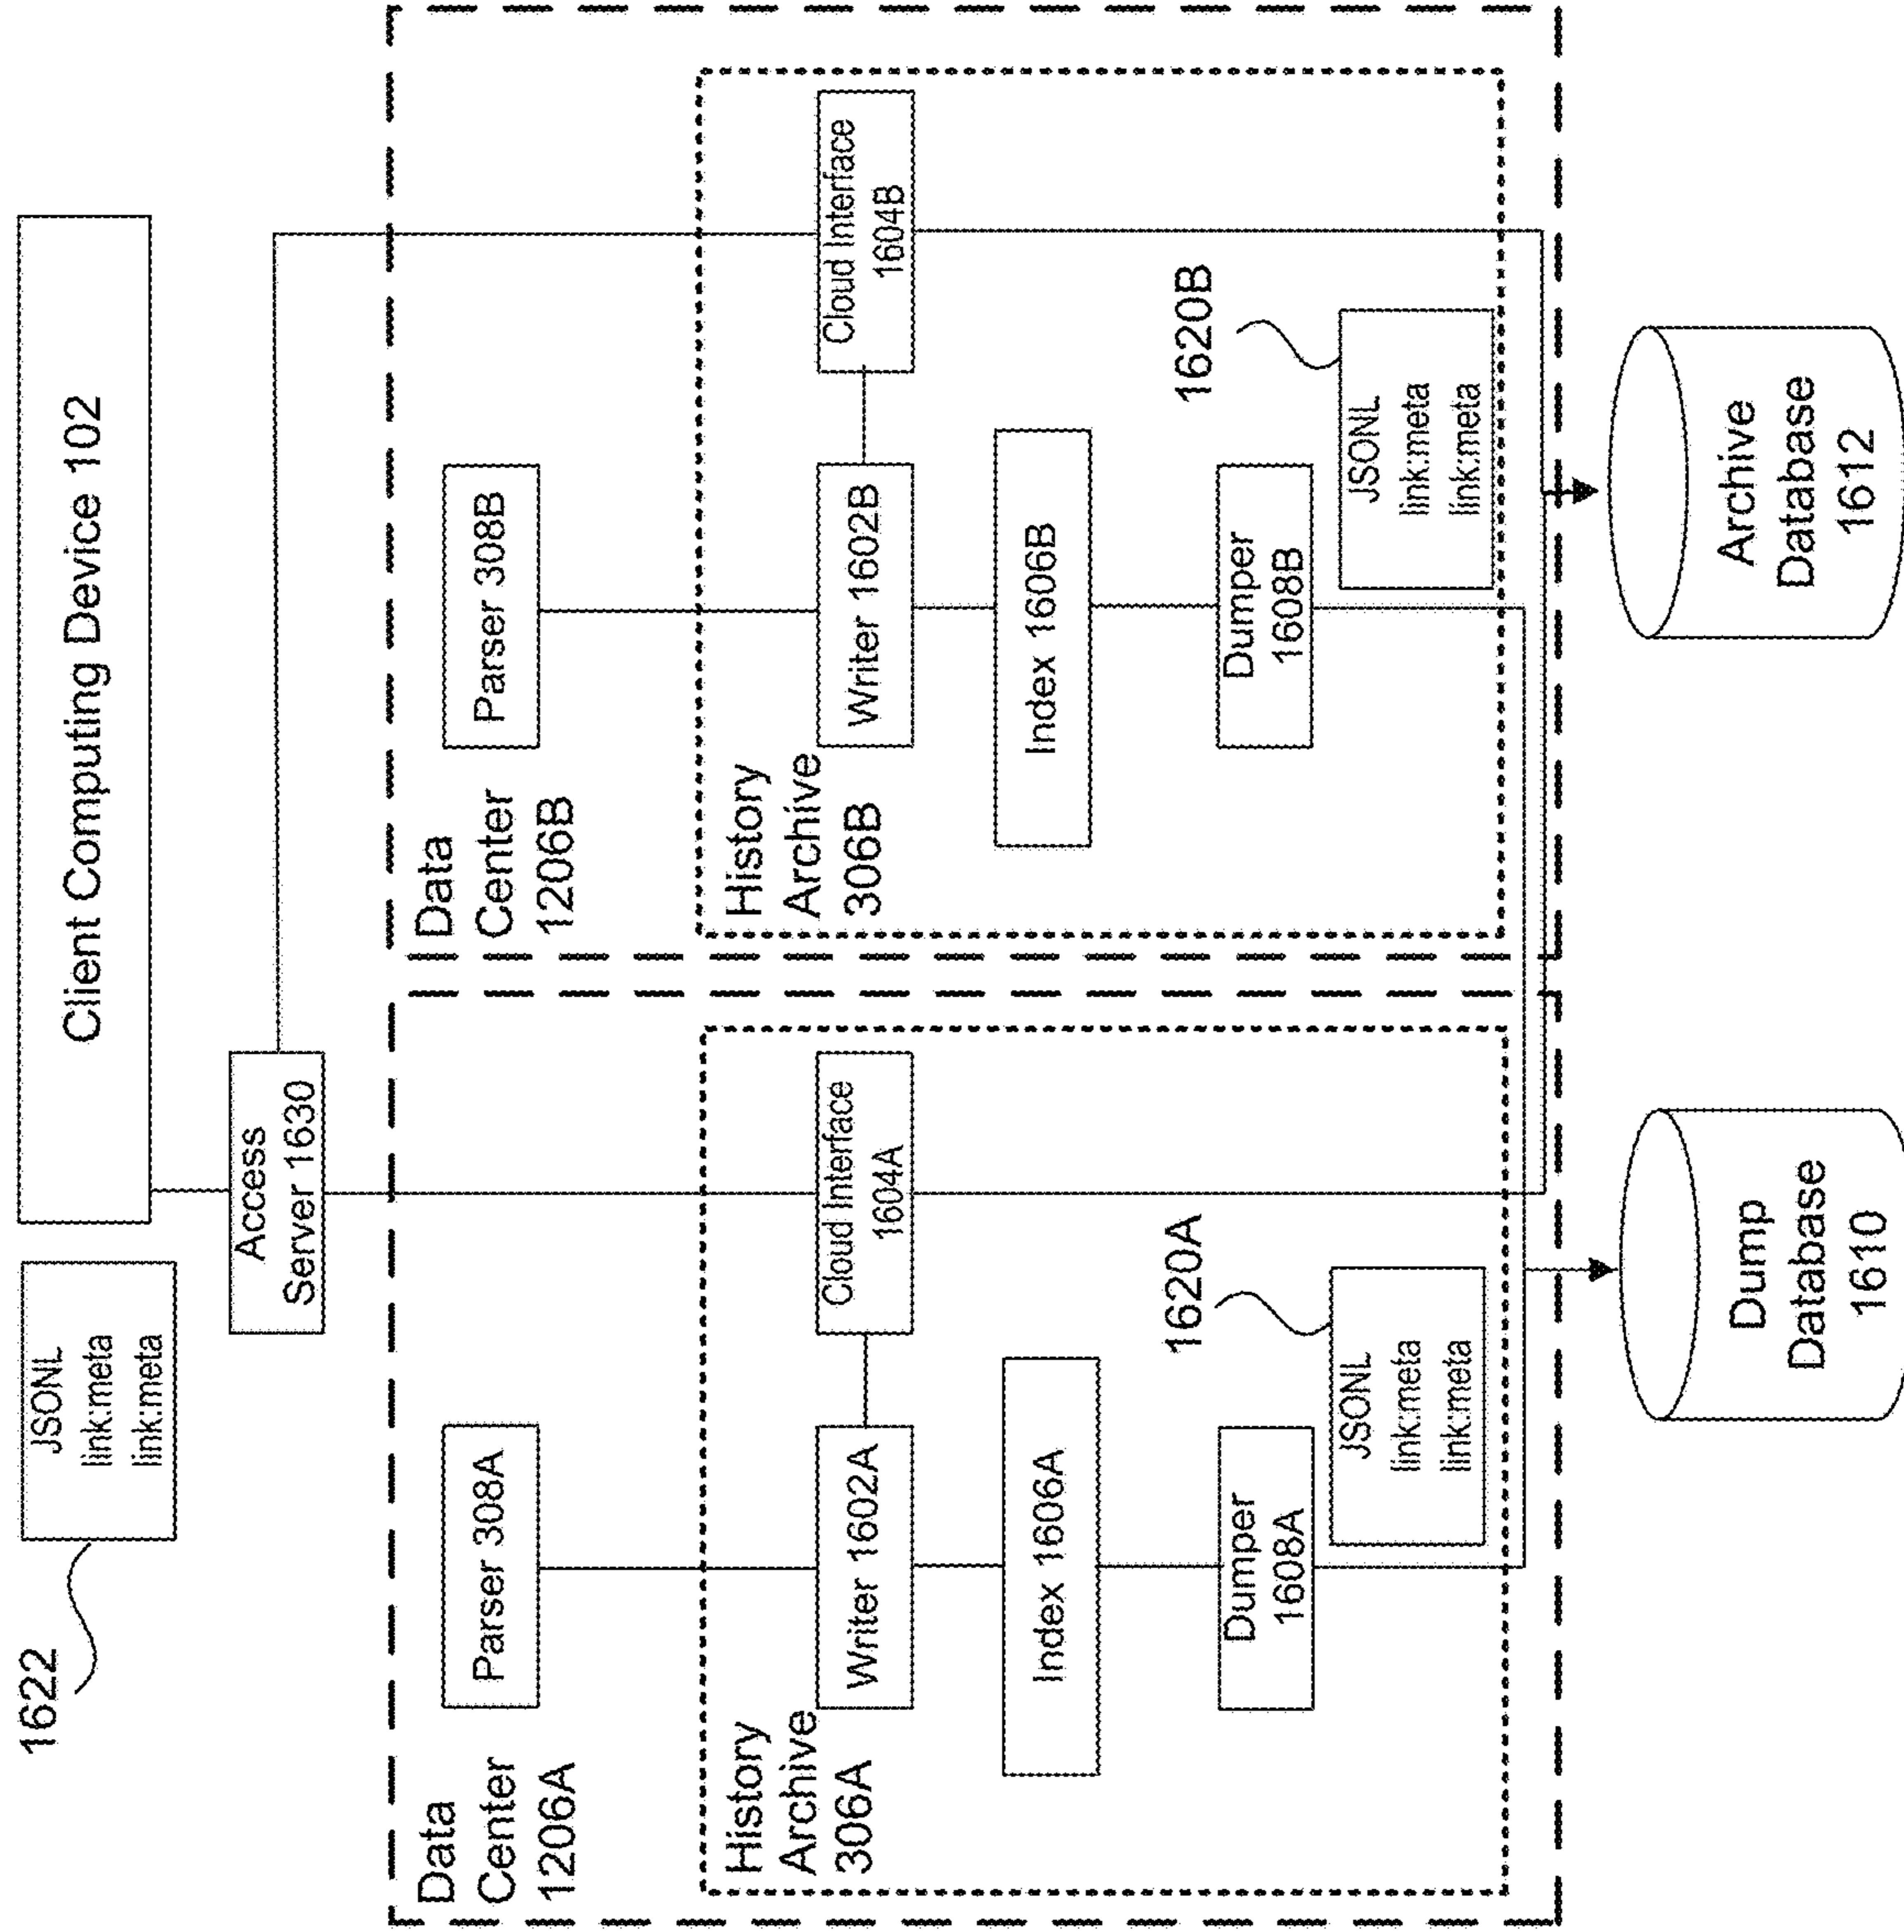 1622
JSONL
link:meta
link:meta
Client Computing Device 102
Access
Server 1630
Data
Center
1206A
Parser 308A
History
Archive
306A
Writer 1602A
Cloud Interface
1604A
Index 1606A
Dumper
1608A
1620A
JSONL
link:meta
link:meta
Data
Center
1206B
Parser 308B
History
Archive
306B
Writer 1602B
Cloud Interface
1604B
Index 1606B
Dumper
1608B
1620B
JSONL
link:meta
link:meta
Dump
Database
1610
Archive
Database
1612